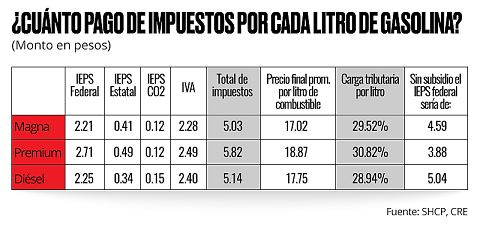 ¿CUÁNTO PAGO DE IMPUESTOS POR CADA LITRO DE GASOLINA?
(Monto en pesos)
IEPS Federal IEPS Estatal IEPS CO2 IVA Total de impuestos Precio final prom. por litro de combustible Carga tributaria por litro Sin subsidio el IEPS federal sería de:
Magna 2.21 0.41 0.12 2.28 5.03 17.02 29.52% 4.59
Premium 2.71 0.49 0.12 2.49 5.82 18.87 30.82% 3.88
Diésel 2.25 0.34 0.15 2.40 5.14 17.75 28.94% 5.04
Fuente: SHCP, CRE